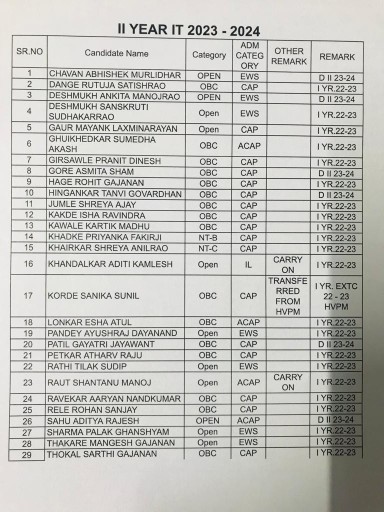 II YEAR IT 2023 - 2024
SR.NO Candidate Name Category ADM CATEG ORY OTHER REMARK REMARK
1 CHAVAN ABHISHEK MURLIDHAR OPEN EWS D II 23-24
2 DANGE RUTUJA SATISHRAO OBC CAP I YR.22-23
3 DESHMUKH ANKITA MANOJRAO OPEN EWS D II 23-24
4 DESHMUKH SANSKRUTI SUDHAKARRAO Open EWS I YR.22-23
5 GAUR MAYANK LAXMINARAYAN Open CAP I YR.22-23
6 GHUIKHEDKAR SUMEDHA AKASH OBC ACAP I YR.22-23
7 GIRSAWLE PRANIT DINESH OBC CAP I YR.22-23
8 GORE ASMITA SHAM OBC CAP D II 23-24
9 HAGE ROHIT GAJANAN OBC CAP I YR.22-23
10 HINGANKAR TANVI GOVARDHAN OBC CAP D II 23-24
11 JUMLE SHREYA AJAY OBC CAP I YR.22-23
12 KAKDE ISHA RAVINDRA OBC CAP I YR.22-23
13 KAWALE KARTIK MADHU OBC CAP I YR.22-23
14 KHADKE PRIYANKA FAKIRJI NT-B CAP I YR.22-23
15 KHAIRKAR SHREYA ANILRAO NT-C CAP I YR.22-23
16 KHANDALKAR ADITI KAMLESH Open IL CARRY ON I YR.22-23
17 KORDE SANIKA SUNIL OBC CAP TRANSFE RRED FROM HVPM I YR. EXTC 22 - 23 HVPM
18 LONKAR ESHA ATUL OBC ACAP I YR.22-23
19 PANDEY AYUSHRAJ DAYANAND Open EWS I YR.22-23
20 PATIL GAYATRI JAYAWANT OBC CAP D II 23-24
21 PETKAR ATHARV RAJU OBC CAP I YR.22-23
22 RATHI TILAK SUDIP Open EWS I YR.22-23
23 RAUT SHANTANU MANOJ Open ACAP CARRY ON I YR.22-23
24 RAVEKAR AARYAN NANDKUMAR OBC CAP I YR.22-23
25 RELE ROHAN SANJAY OBC CAP I YR.22-23
26 SAHU ADITYA RAJESH OPEN ACAP D II 23-24
27 SHARMA PALAK GHANSHYAM Open EWS I YR.22-23
28 THAKARE MANGESH GAJANAN Open EWS I YR.22-23
29 THOKAL SARTHI GAJANAN OBC CAP I YR.22-23